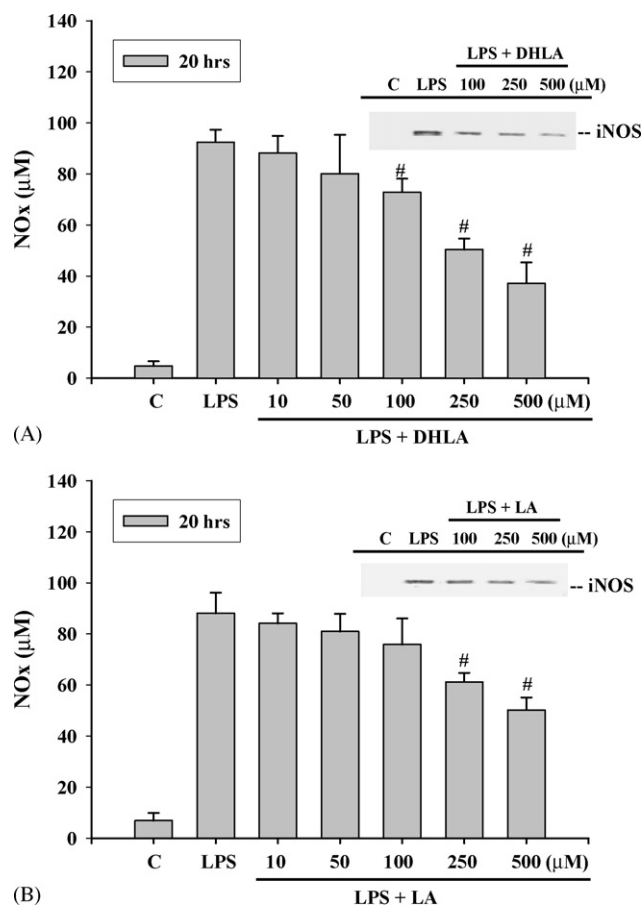 140
120
100
80
60
40
20
0
NOx (μM)
20 hrs
LPS + DHLA
C LPS 100 250 500 (μM)
-- iNOS
#
#
#
C LPS 10 50 100 250 500 (μM)
LPS + DHLA
(A)
140
120
100
80
60
40
20
0
NOx (μM)
20 hrs
LPS + LA
C LPS 100 250 500 (μM)
-- iNOS
#
#
C LPS 10 50 100 250 500 (μM)
LPS + LA
(B)